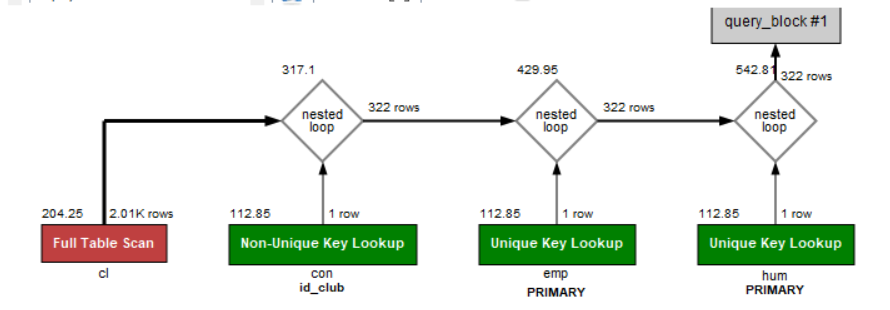 query_block #1
317.1
429.95
542.81
322 rows
nested
loop
322 rows
nested
loop
322 rows
nested
loop
204.25
2.01K rows
112.85
1 row
112.85
1 row
112.85
1 row
Full Table Scan
Non-Unique Key Lookup
Unique Key Lookup
Unique Key Lookup
cl
con
id_club
emp
PRIMARY
hum
PRIMARY